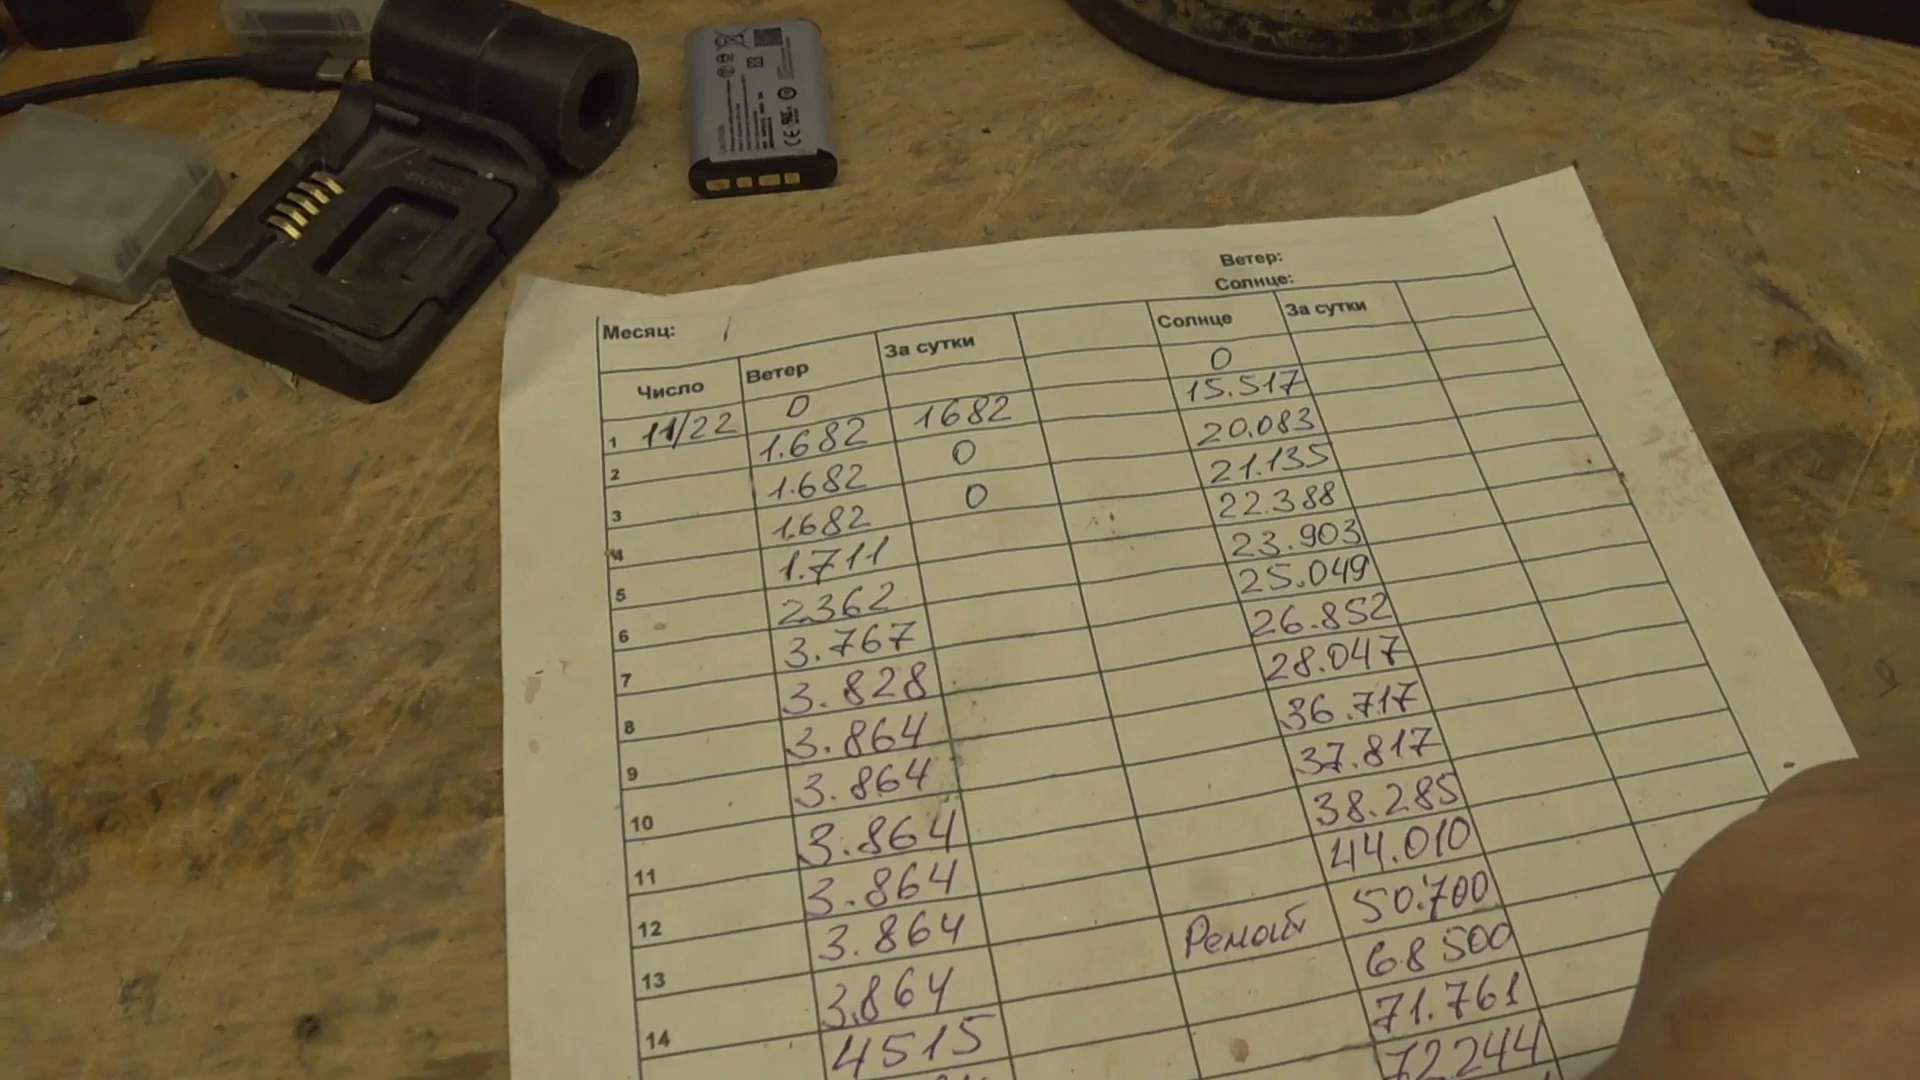 Ветер:
Солнце:
Месяц: 1
Число Ветер За сутки Солнце За сутки
0 0
1 11/22 1.682 1682 15.517
2 1.682 0 20.083
3 1.682 0 21.135
4 1.711 22.388
5 2.362 23.903
6 3.767 25.049
7 3.828 26.852
8 3.864 28.047
9 3.864 36.717
10 3.864 37.817
11 3.864 38.285
12 3.864 44.010
13 3.864 Ремонт 50.700
14 4515 68500
71.761
72244
CE